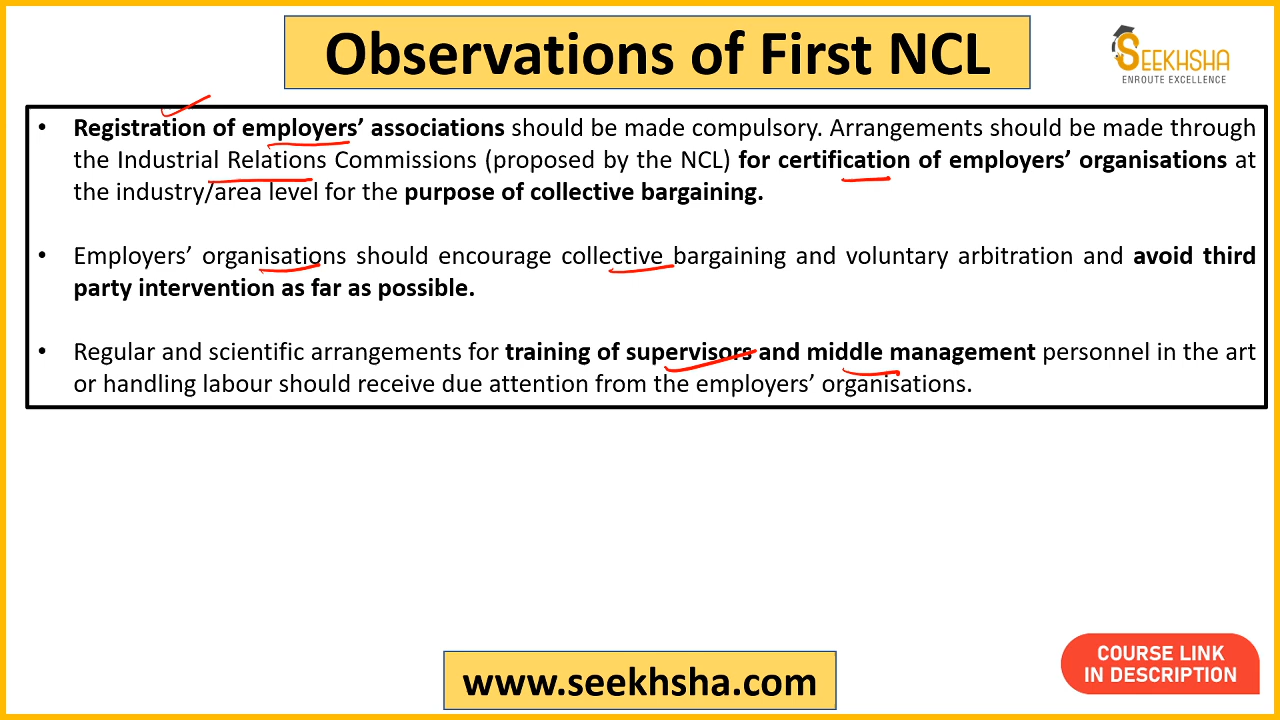 Observations of First NCL
SEEKHSHA
ENROUTE EXCELLENCE
• Registration of employers’ associations should be made compulsory. Arrangements should be made through
the Industrial Relations Commissions (proposed by the NCL) for certification of employers’ organisations at
the industry/area level for the purpose of collective bargaining.
• Employers’ organisations should encourage collective bargaining and voluntary arbitration and avoid third
party intervention as far as possible.
• Regular and scientific arrangements for training of supervisors and middle management personnel in the art
or handling labour should receive due attention from the employers’ organisations.
COURSE LINK
IN DESCRIPTION
www.seekhsha.com